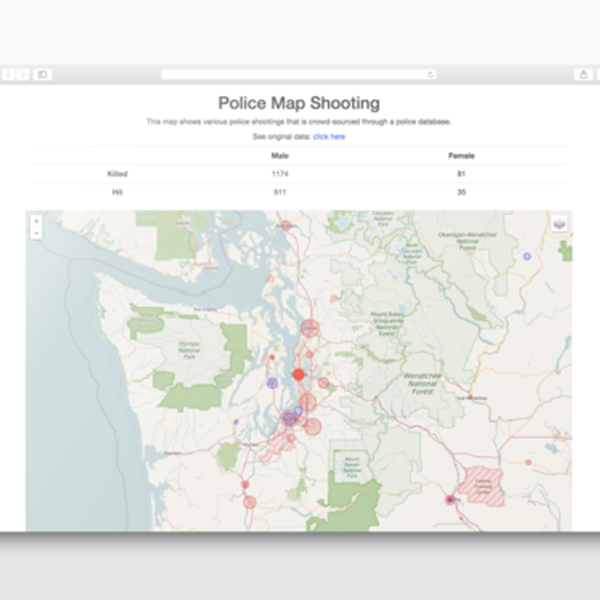 Police Map Shooting
This map shows various police shootings that is crowd-sourced through a police database.
See original data: click here
Male Female
Killed 1174 81
Hit 511 35
+
-
Okanogan-Wenatchee
National
Forest
Olympic
National
Park
Mount Baker-
Snoqualmie
National
Forest
Wenatchee
National
Forest
Mount
Rainier
National
Park